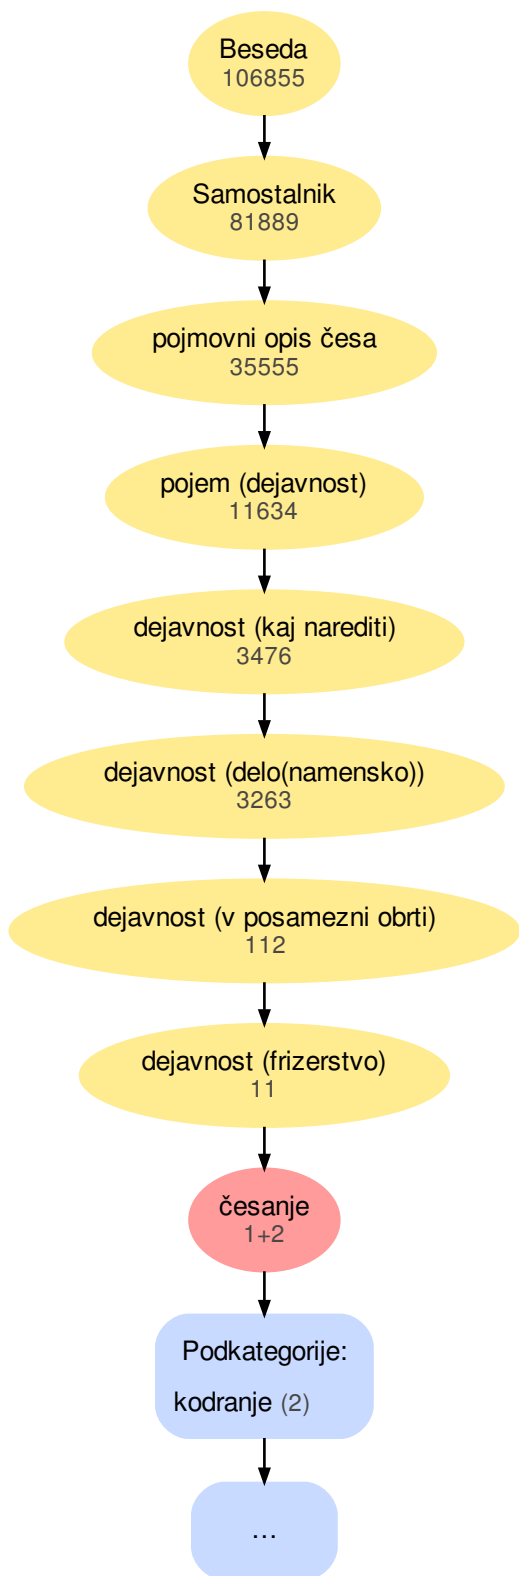 Beseda
106855
Samostalnik
81889
pojmovni opis česa
35555
pojem (dejavnost)
11634
dejavnost (kaj narediti)
3476
dejavnost (delo(namensko))
3263
dejavnost (v posamezni obrti)
112
dejavnost (frizerstvo)
11
česanje
1+2
Podkategorije:
kodranje (2)
…